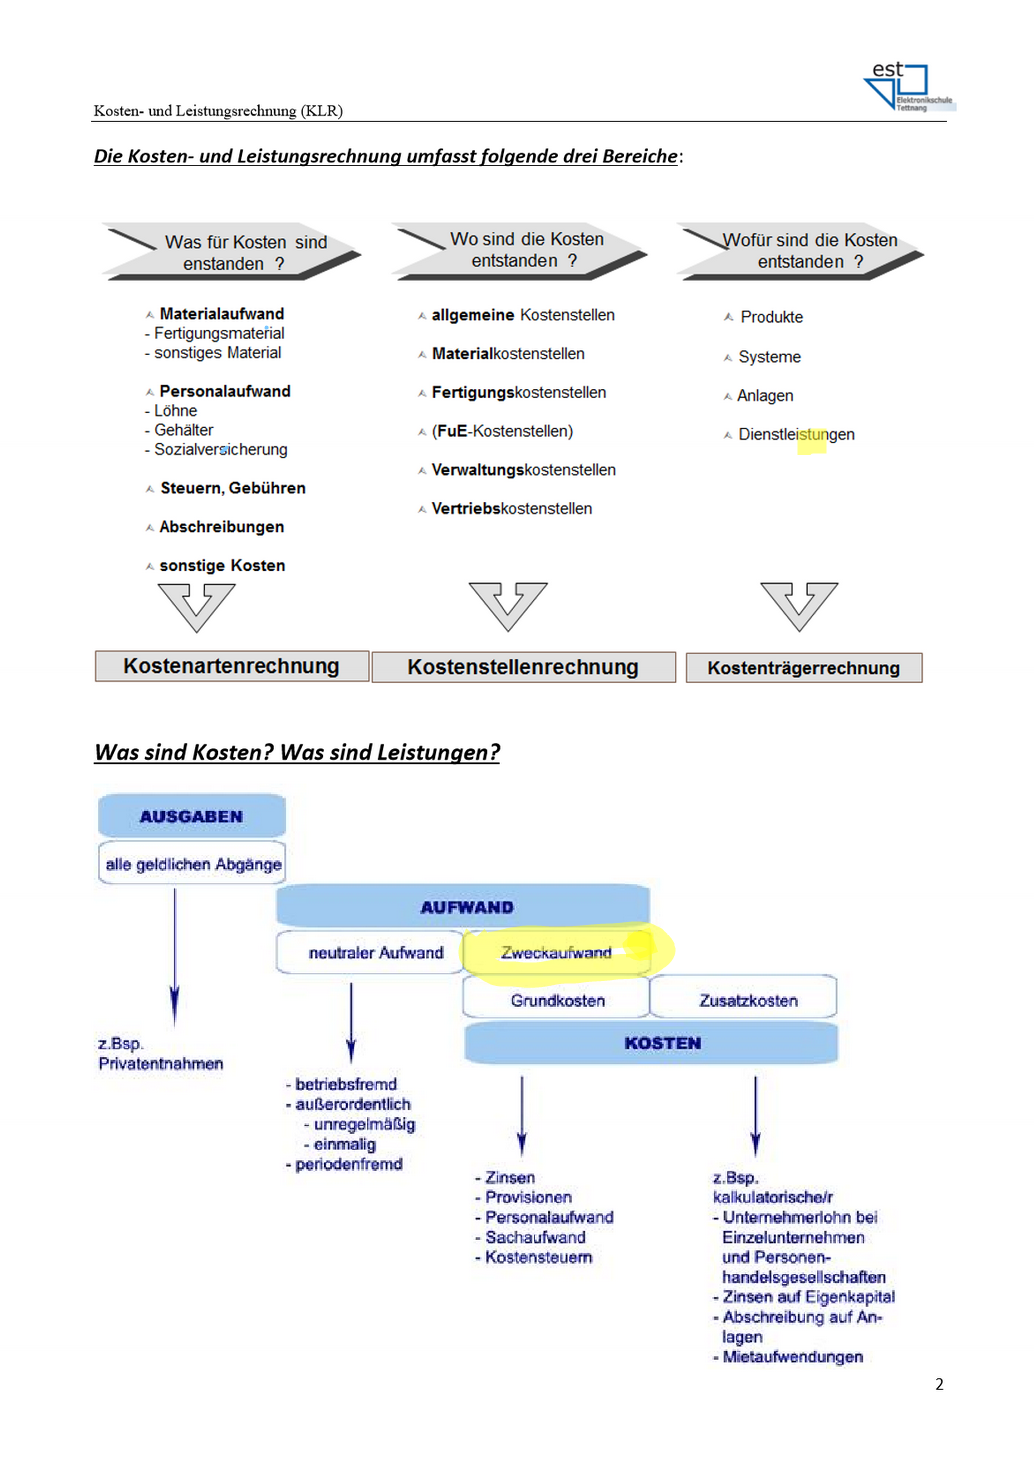 est
Elektronikschule
Tettnang
Kosten- und Leistungsrechnung (KLR)
Die Kosten- und Leistungsrechnung umfasst folgende drei Bereiche:
Was für Kosten sind
enstanden ?
Materialaufwand
- Fertigungsmaterial
- sonstiges Material
Personalaufwand
- Löhne
- Gehälter
- Sozialversicherung
Steuern, Gebühren
Abschreibungen
sonstige Kosten
Kostenartenrechnung
Wo sind die Kosten
entstanden ?
allgemeine Kostenstellen
Materialkostenstellen
Fertigungskostenstellen
(FuE-Kostenstellen)
Verwaltungskostenstellen
Vertriebskostenstellen
Kostenstellenrechnung
Wofür sind die Kosten
entstanden ?
Produkte
Systeme
Anlagen
Dienstleistungen
Kostenträgerrechnung
Was sind Kosten? Was sind Leistungen?
AUSGABEN
alle geldlichen Abgänge
z.Bsp.
Privatentnahmen
AUFWAND
neutraler Aufwand
Zweckaufwand
Grundkosten
Zusatzkosten
KOSTEN
- betriebsfremd
- außerordentlich
- unregelmäßig
- einmalig
- periodenfremd
- Zinsen
- Provisionen
- Personalaufwand
- Sachaufwand
- Kostensteuern
z.Bsp.
kalkulatorische/r
- Unternehmerlohn bei
Einzelunternehmen
und Personen-
handelsgesellschaften
- Zinsen auf Eigenkapital
- Abschreibung auf An-
lagen
- Mietaufwendungen
2